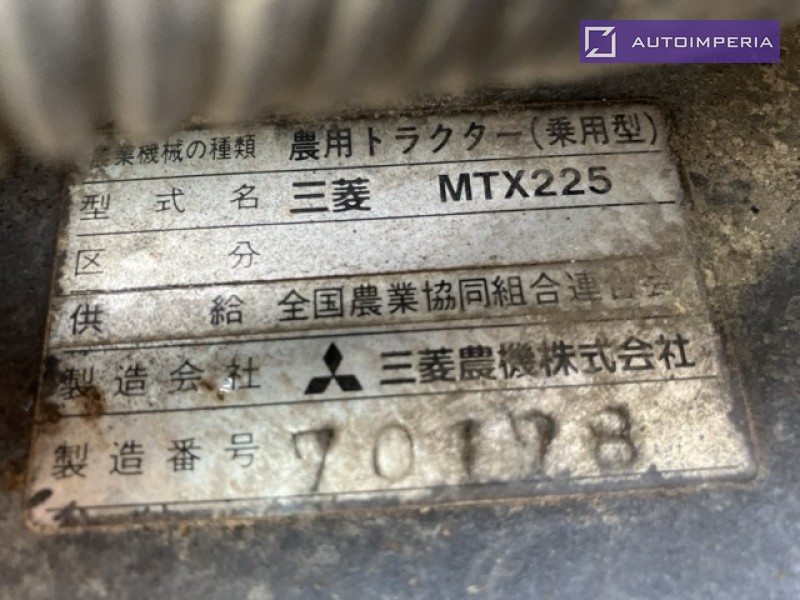 AUTOIMPERIA
農業機械の種類 農用トラクター(乗用型)
型式名 三菱 MTX225
区分
供給 全国農業協同組合連合会
製造会社 三菱農機株式会社
製造番号 70178